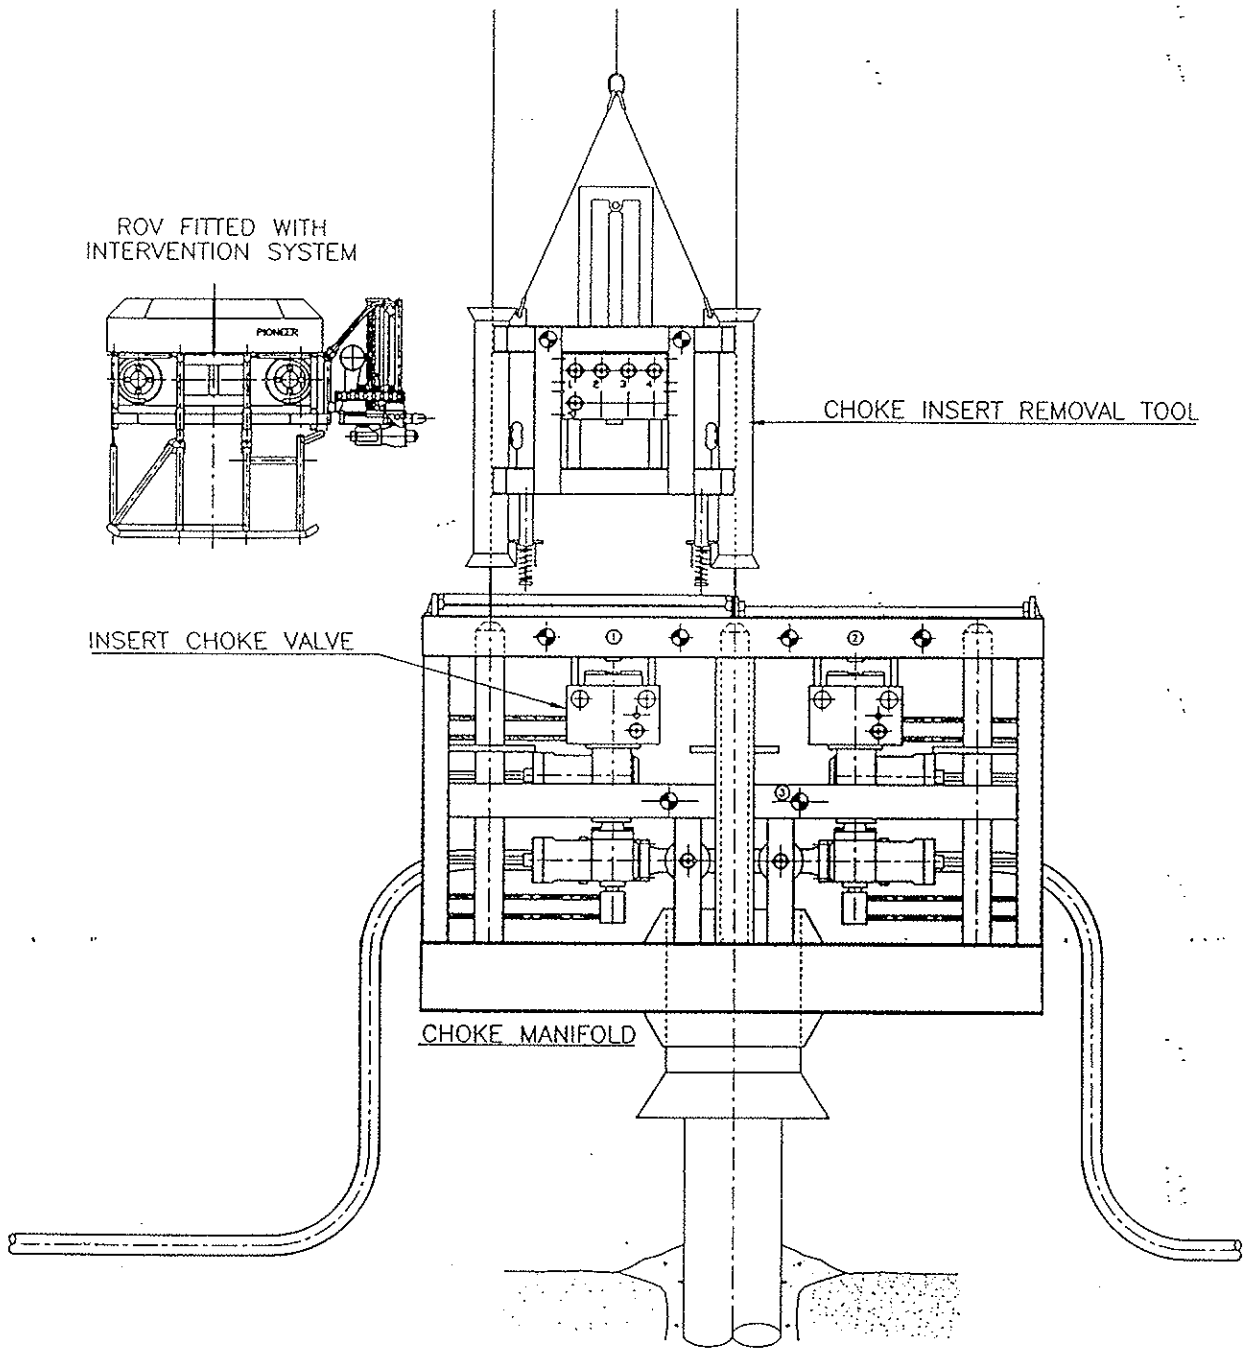 ROV FITTED WITH
INTERVENTION SYSTEM
PIONEER
1 2 3 4
5
CHOKE INSERT REMOVAL TOOL
INSERT CHOKE VALVE
1
2
3
CHOKE MANIFOLD